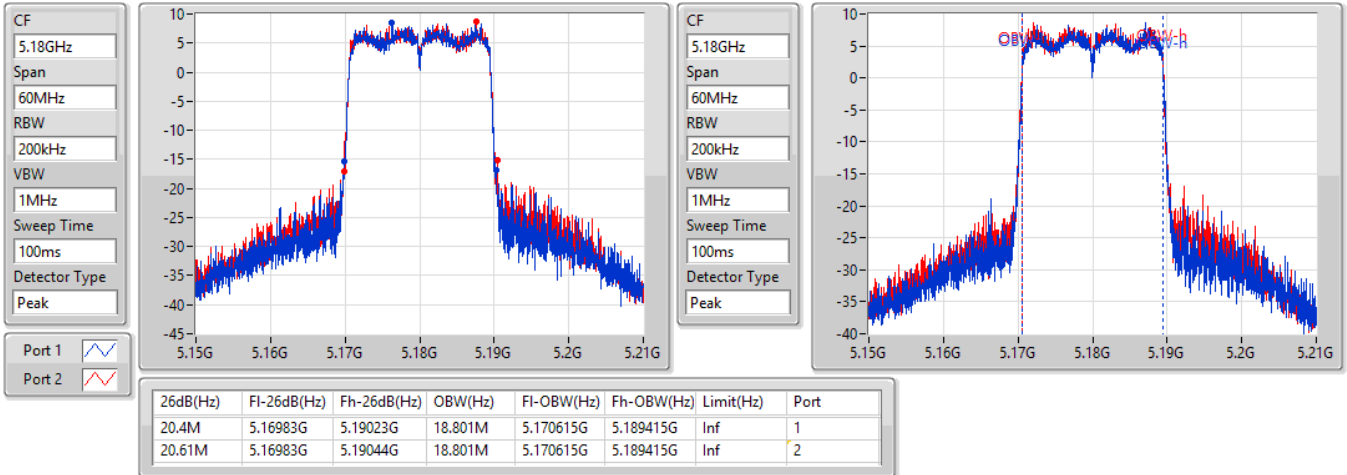 CF
5.18GHz
Span
60MHz
RBW
200kHz
VBW
1MHz
Sweep Time
100ms
Detector Type
Peak
Port 1
Port 2
10
5
0
-5
-10
-15
-20
-25
-30
-35
-40
-45
5.15G 5.16G 5.17G 5.18G 5.19G 5.2G 5.21G
CF
5.18GHz
Span
60MHz
RBW
200kHz
VBW
1MHz
Sweep Time
100ms
Detector Type
Peak
10
5
0
-5
-10
-15
-20
-25
-30
-35
-40
5.15G 5.16G 5.17G 5.18G 5.19G 5.2G 5.21G
OBW-h
OBW-h
26dB(Hz) Fl-26dB(Hz) Fh-26dB(Hz) OBW(Hz) Fl-OBW(Hz) Fh-OBW(Hz) Limit(Hz) Port
20.4M 5.16983G 5.19023G 18.801M 5.170615G 5.189415G Inf 1
20.61M 5.16983G 5.19044G 18.801M 5.170615G 5.189415G Inf 2